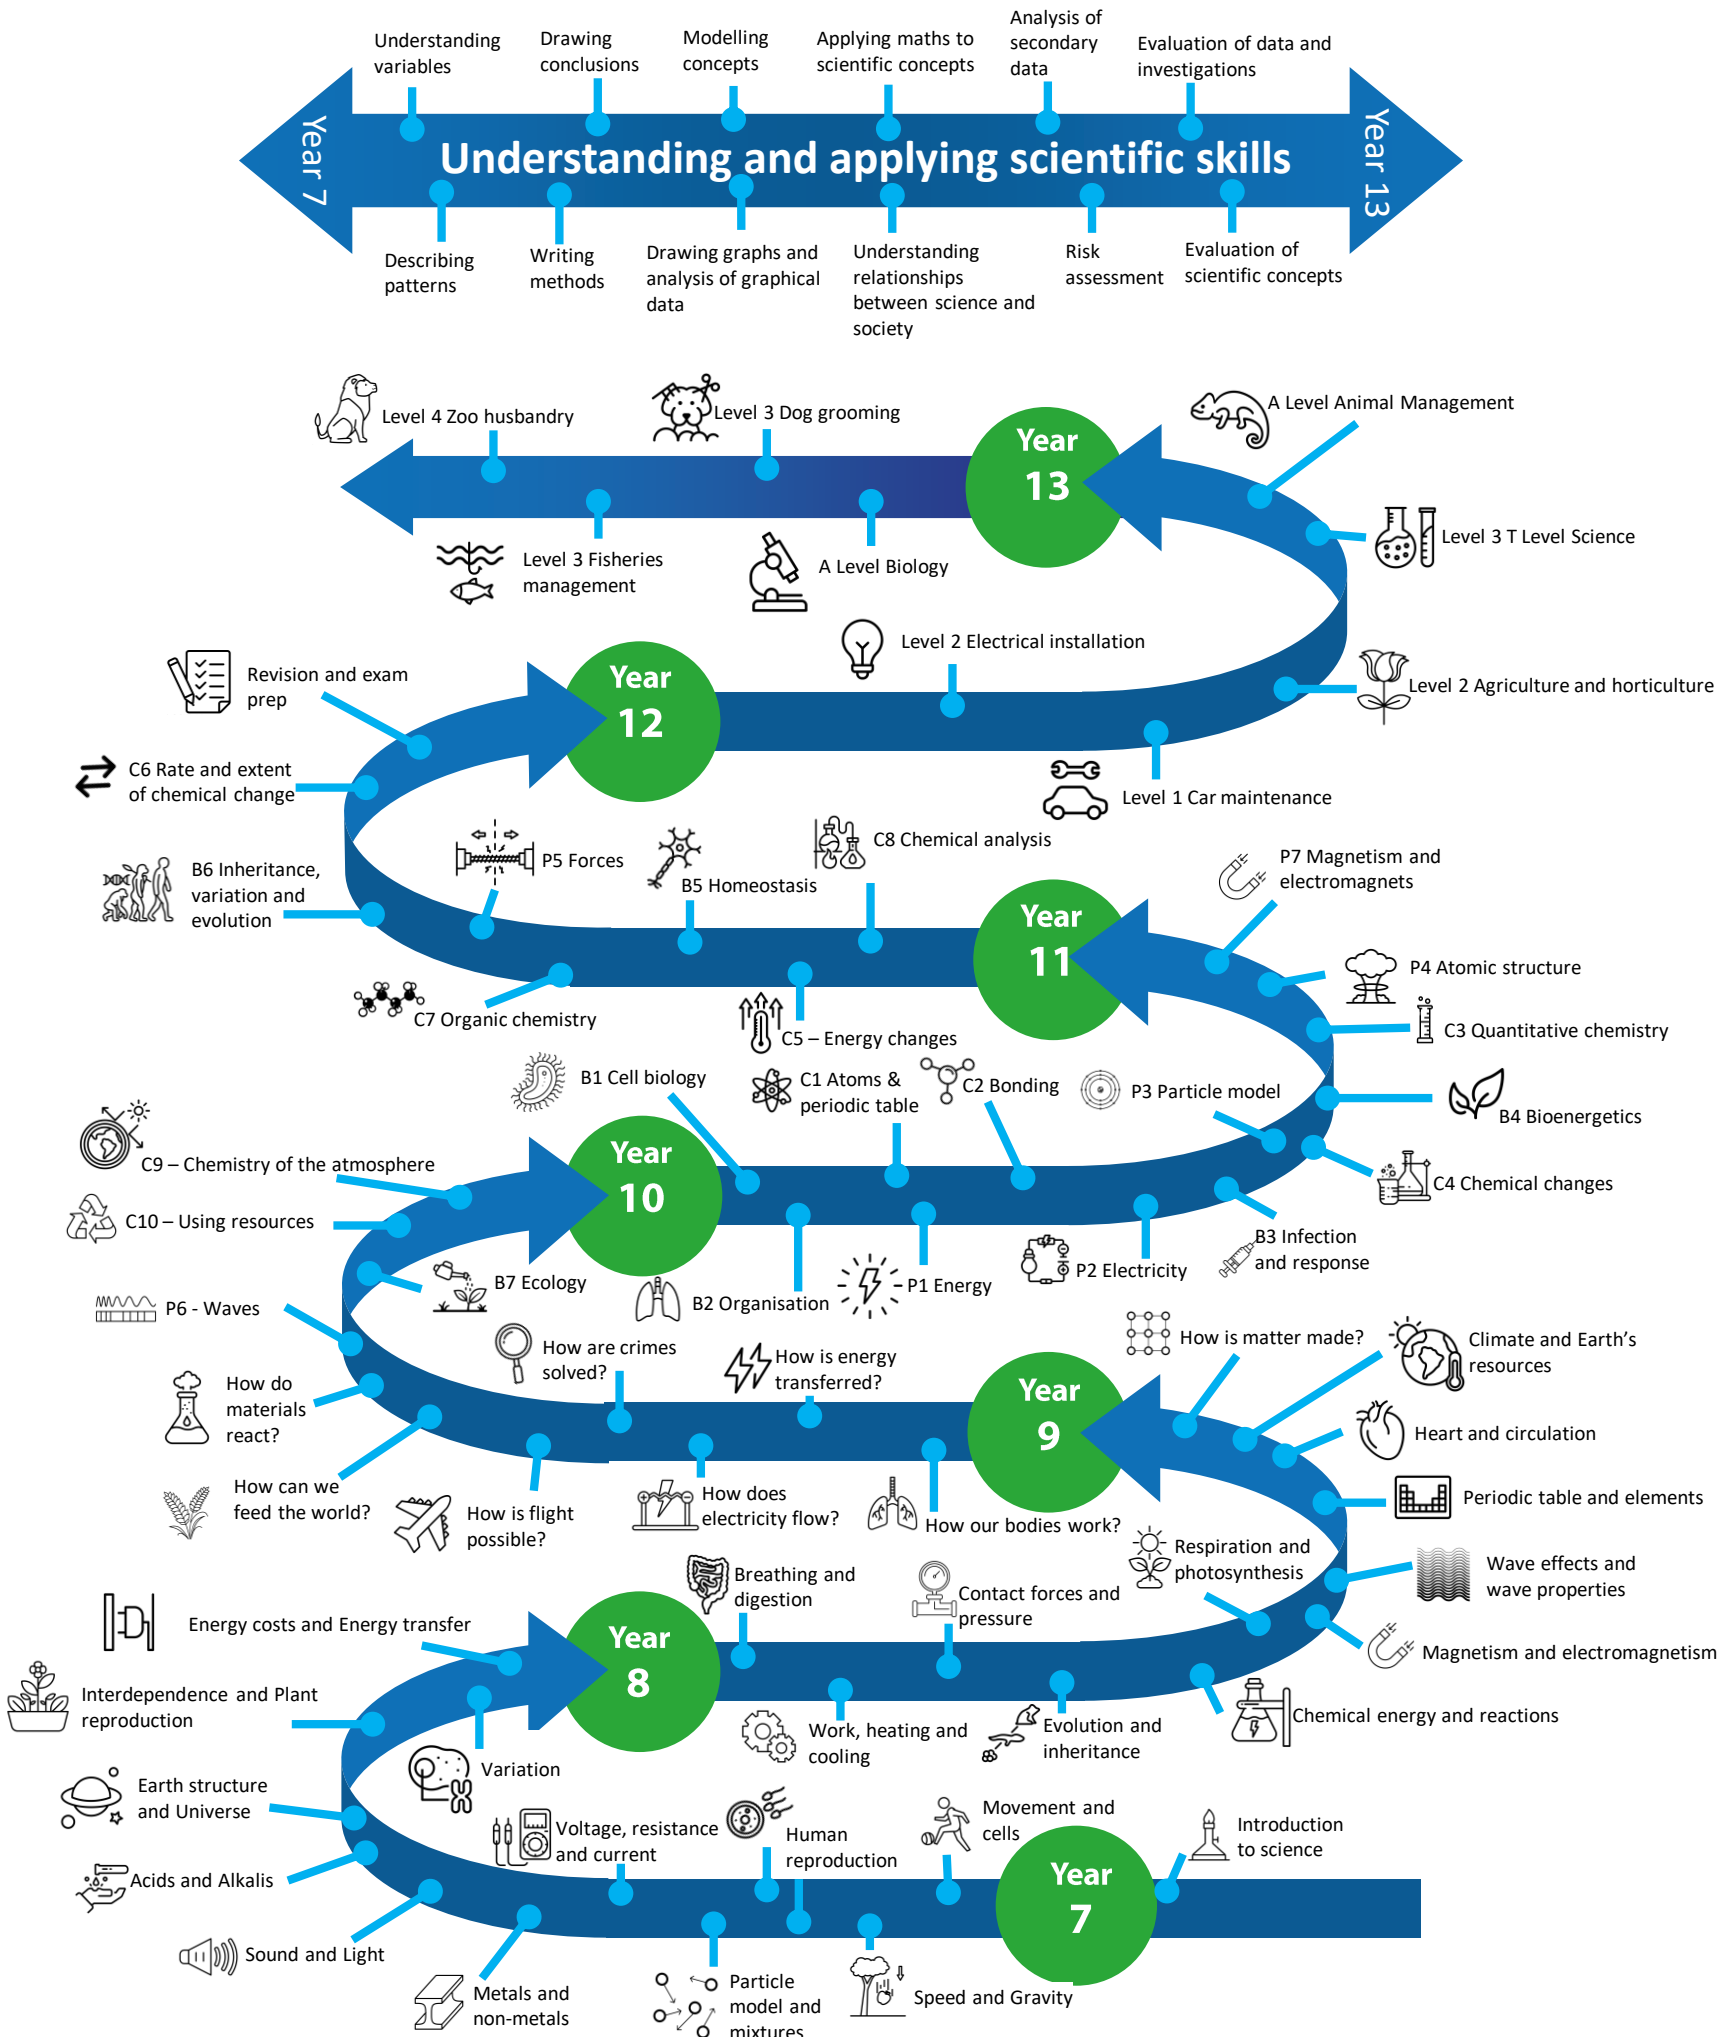 Understanding
variables
Drawing
conclusions
Modelling
concepts
Applying maths to
scientific concepts
Analysis of
secondary
data
Evaluation of data and
investigations
Year 7
Understanding and applying scientific skills
Year 13
Describing
patterns
Writing
methods
Drawing graphs and
analysis of graphical
data
Understanding
relationships
between science and
society
Risk
assessment
Evaluation of
scientific concepts
Level 4 Zoo husbandry
Level 3 Dog grooming
Year
13
A Level Animal Management
Level 3 T Level Science
Level 3 Fisheries
management
A Level Biology
Revision and exam
prep
Year
12
Level 2 Electrical installation
Level 2 Agriculture and horticulture
C6 Rate and extent
of chemical change
Level 1 Car maintenance
B6 Inheritance,
variation and
evolution
P5 Forces
B5 Homeostasis
C8 Chemical analysis
Year
11
P7 Magnetism and
electromagnets
P4 Atomic structure
C7 Organic chemistry
C5 – Energy changes
C3 Quantitative chemistry
B1 Cell biology
C1 Atoms &
periodic table
C2 Bonding
P3 Particle model
B4 Bioenergetics
C9 – Chemistry of the atmosphere
Year
10
C4 Chemical changes
C10 – Using resources
B7 Ecology
B2 Organisation
P1 Energy
P2 Electricity
B3 Infection
and response
P6 - Waves
How are crimes
solved?
How is energy
transferred?
Year
9
How is matter made?
Climate and Earth's
resources
How do
materials
react?
Heart and circulation
How can we
feed the world?
How is flight
possible?
How does
electricity flow?
How our bodies work?
Periodic table and elements
Respiration and
photosynthesis
Wave effects and
wave properties
Breathing and
digestion
Contact forces and
pressure
Energy costs and Energy transfer
Year
8
Magnetism and electromagnetism
Interdependence and Plant
reproduction
Variation
Work, heating and
cooling
Evolution and
inheritance
Chemical energy and reactions
Earth structure
and Universe
Voltage, resistance
and current
Human
reproduction
Movement and
cells
Year
7
Introduction
to science
Acids and Alkalis
Sound and Light
Metals and
non-metals
Particle
model and
mixtures
Speed and Gravity